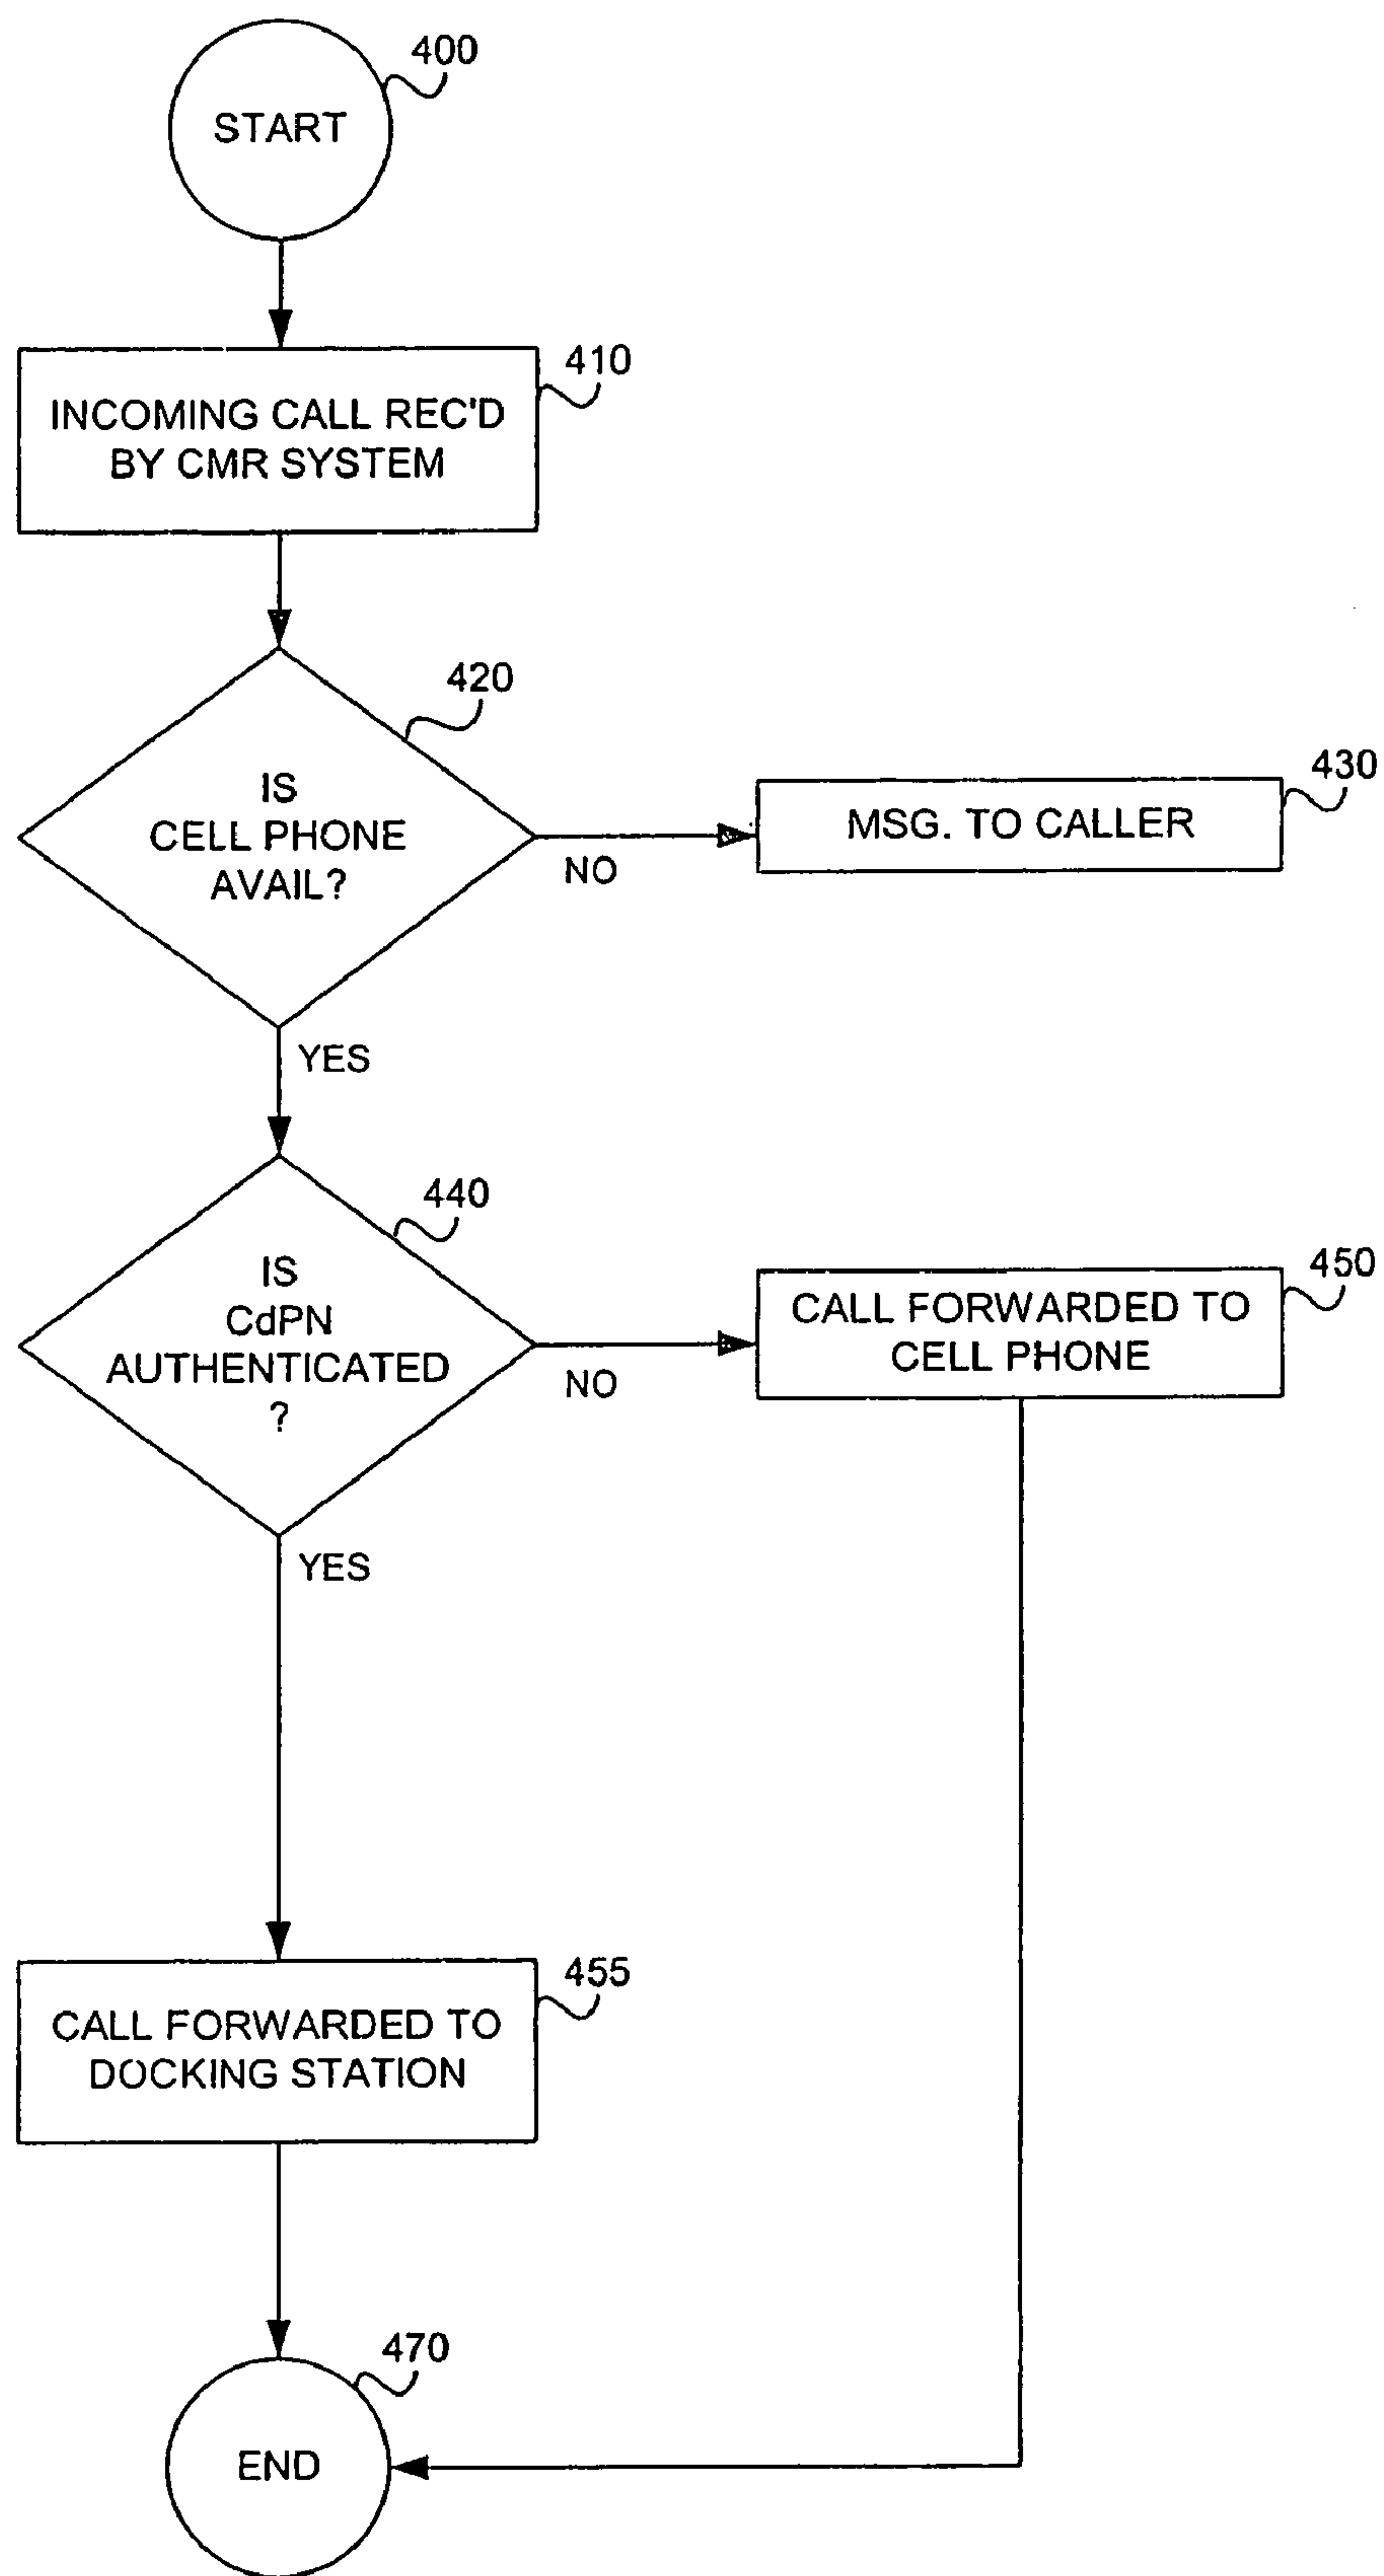 400
START
410
INCOMING CALL REC'D
BY CMR SYSTEM
420
IS
CELL PHONE
AVAIL?
NO
430
MSG. TO CALLER
YES
440
IS
CdPN
AUTHENTICATED
?
NO
450
CALL FORWARDED TO
CELL PHONE
YES
455
CALL FORWARDED TO
DOCKING STATION
470
END